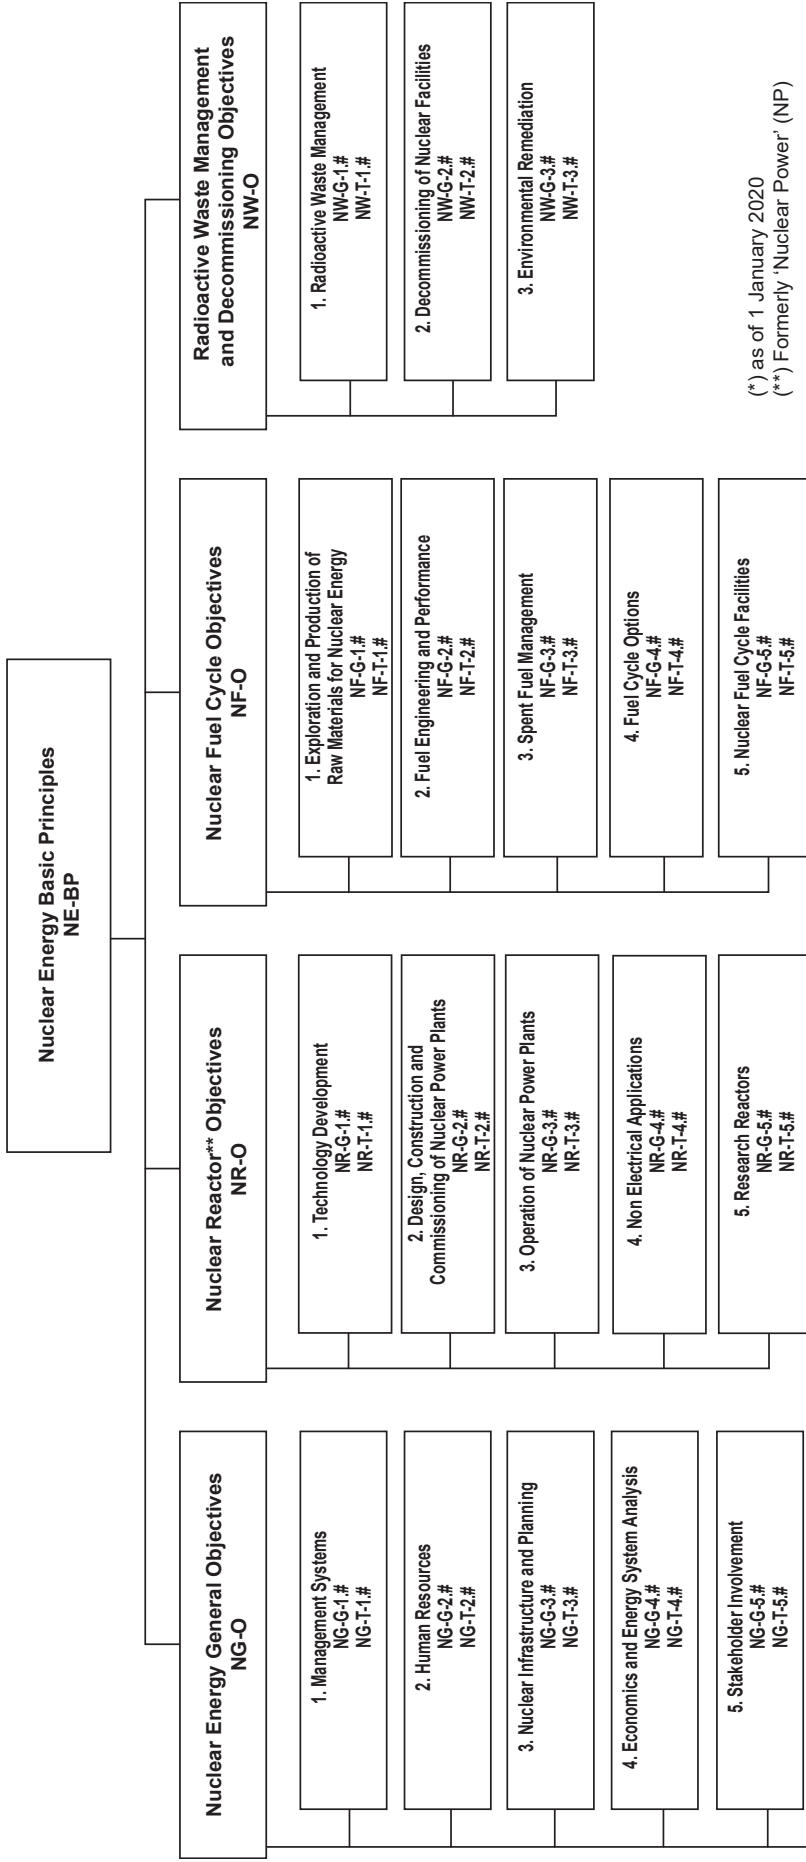 Nuclear Energy Basic Principles
NE-BP
Nuclear Energy General Objectives
NG-O
1. Management Systems
NG-G-1.#
NG-T-1.#
2. Human Resources
NG-G-2.#
NG-T-2.#
3. Nuclear Infrastructure and Planning
NG-G-3.#
NG-T-3.#
4. Economics and Energy System Analysis
NG-G-4.#
NG-T-4.#
5. Stakeholder Involvement
NG-G-5.#
NG-T-5.#
Nuclear Reactor** Objectives
NR-O
1. Technology Development
NR-G-1.#
NR-T-1.#
2. Design, Construction and
Commissioning of Nuclear Power Plants
NR-G-2.#
NR-T-2.#
3. Operation of Nuclear Power Plants
NR-G-3.#
NR-T-3.#
4. Non Electrical Applications
NR-G-4.#
NR-T-4.#
5. Research Reactors
NR-G-5.#
NR-T-5.#
Nuclear Fuel Cycle Objectives
NF-O
1. Exploration and Production of
Raw Materials for Nuclear Energy
NF-G-1.#
NF-T-1.#
2. Fuel Engineering and Performance
NF-G-2.#
NF-T-2.#
3. Spent Fuel Management
NF-G-3.#
NF-T-3.#
4. Fuel Cycle Options
NF-G-4.#
NF-T-4.#
5. Nuclear Fuel Cycle Facilities
NF-G-5.#
NF-T-5.#
Radioactive Waste Management
and Decommissioning Objectives
NW-O
1. Radioactive Waste Management
NW-G-1.#
NW-T-1.#
2. Decommissioning of Nuclear Facilities
NW-G-2.#
NW-T-2.#
3. Environmental Remediation
NW-G-3.#
NW-T-3.#
(*) as of 1 January 2020
(**) Formerly ‘Nuclear Power’ (NP)